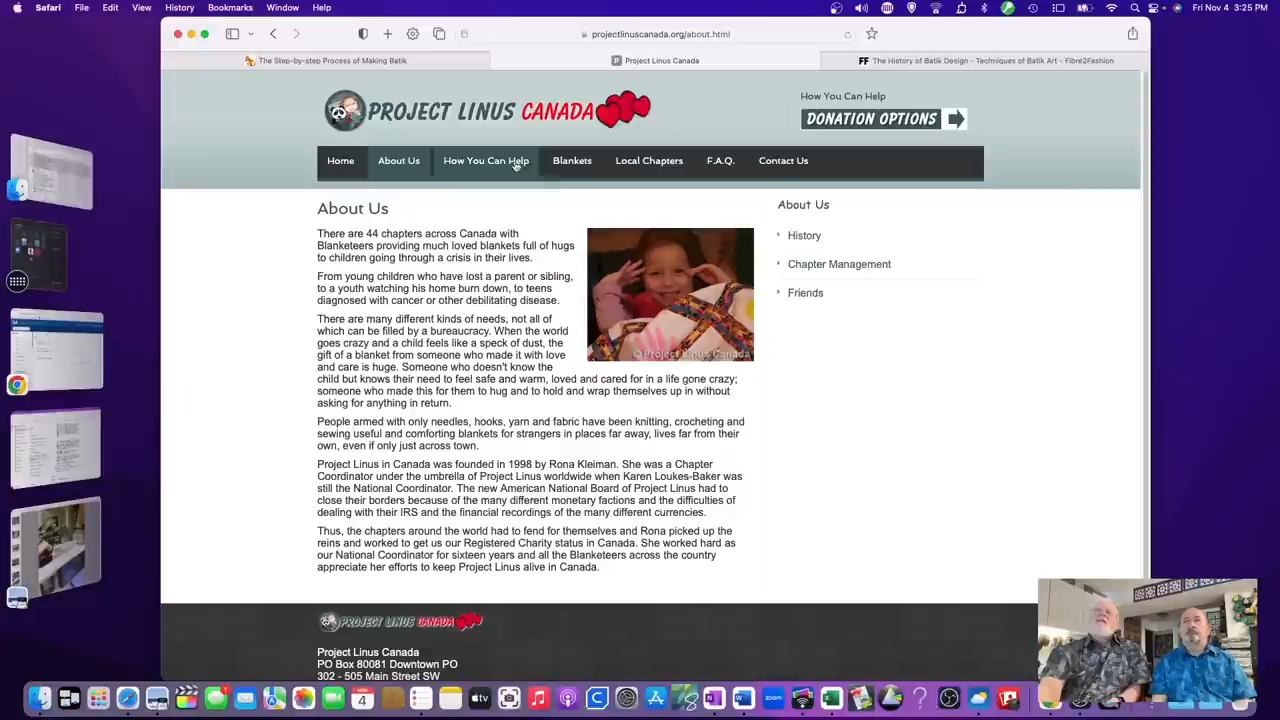 Safari File Edit View History Bookmarks Window Help
Fri Nov 4 3:25 PM
projectlinuscanada.org/about.html
The Step-by-step Process of Making Batik
Project Linus Canada
The History of Batik Design - Techniques of Batik Art - Fibre2Fashion
PROJECT LINUS CANADA
How You Can Help
DONATION OPTIONS
Home About Us How You Can Help Blankets Local Chapters F.A.Q. Contact Us
About Us
There are 44 chapters across Canada with
Blanketeers providing much loved blankets full of hugs
to children going through a crisis in their lives.
From young children who have lost a parent or sibling,
to a youth watching his home burn down, to teens
diagnosed with cancer or other debilitating disease.
There are many different kinds of needs, not all of
which can be filled by a bureaucracy. When the world
goes crazy and a child feels like a speck of dust, the
gift of a blanket from someone who made it with love
and care is huge. Someone who doesn't know the
child but knows their need to feel safe and warm, loved and cared for in a life gone crazy;
someone who made this for them to hug and to hold and wrap themselves up in without
asking for anything in return.
© Project Linus Canada
People armed with only needles, hooks, yarn and fabric have been knitting, crocheting and
sewing useful and comforting blankets for strangers in places far away, lives far from their
own, even if only just across town.
Project Linus in Canada was founded in 1998 by Rona Kleiman. She was a Chapter
Coordinator under the umbrella of Project Linus worldwide when Karen Loukes-Baker was
still the National Coordinator. The new American National Board of Project Linus had to
close their borders because of the many different monetary factions and the difficulties of
dealing with their IRS and the financial recordings of the many different currencies.
Thus, the chapters around the world had to fend for themselves and Rona picked up the
reins and worked to get us our Registered Charity status in Canada. She worked hard as
our National Coordinator for sixteen years and all the Blanketeers across the country
appreciate her efforts to keep Project Linus alive in Canada.
About Us
History
Chapter Management
Friends
PROJECT LINUS CANADA
Project Linus Canada
PO Box 80081 Downtown PO
302 - 505 Main Street SW